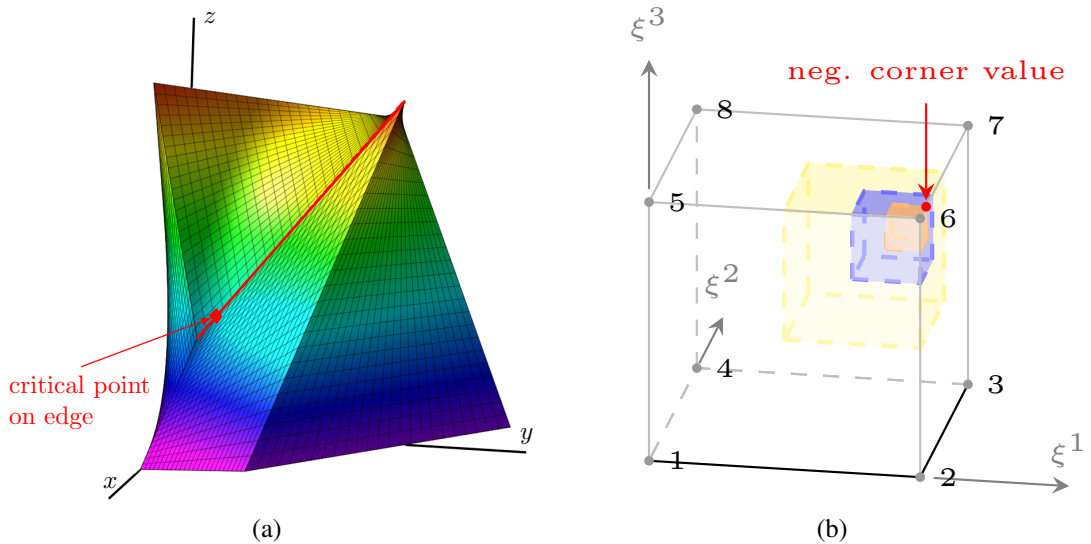 z
critical point
on edge
x
y
(a)
ξ³
neg. corner value
8
7
5
6
ξ²
4
3
1
2
ξ¹
(b)